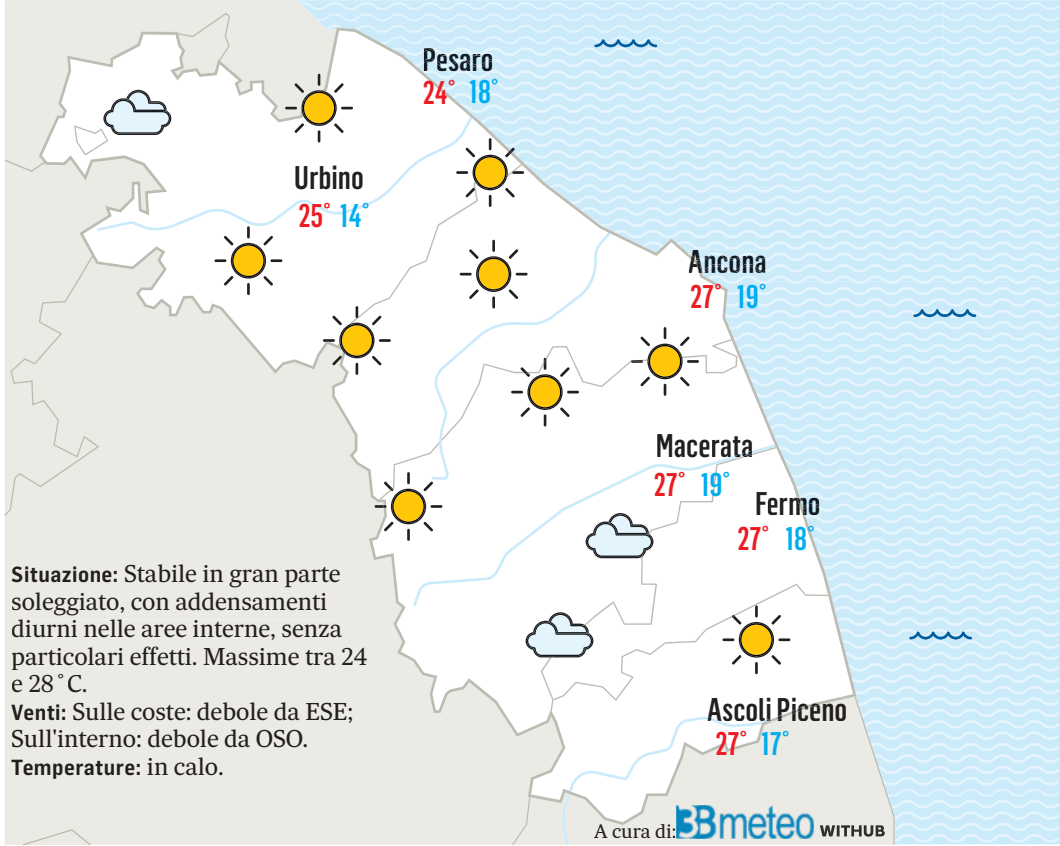 Pesaro
24° 18°
Urbino
25° 14°
Ancona
27° 19°
Macerata
27° 19°
Fermo
27° 18°
Situazione: Stabile in gran parte
soleggiato, con addensamenti
diurni nelle aree interne, senza
particolari effetti. Massime tra 24
e 28°C.
Venti: Sulle coste: debole da ESE;
Sull'interno: debole da OSO.
Temperature: in calo.
Ascoli Piceno
27° 17°
A cura di: 3Bmeteo WITHUB